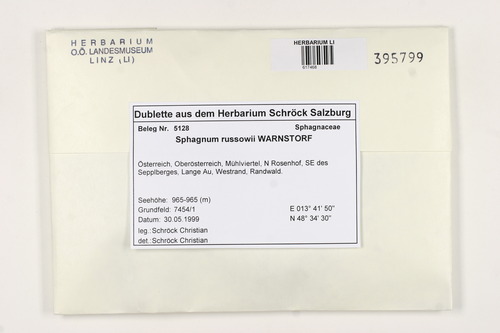 HERBARIUM
O.Ö. LANDESMUSEUM
LINZ (LI)
HERBARIUM LI
617468
395799
Dublette aus dem Herbarium Schröck Salzburg
Beleg Nr. 5128 Sphagnaceae
Sphagnum russowii WARNSTORF
Österreich, Oberösterreich, Mühlviertel, N Rosenhof, SE des
Sepplberges, Lange Au, Westrand, Randwald.
Seehöhe: 965-965 (m)
Grundfeld: 7454/1 E 013° 41' 50"
Datum: 30.05.1999 N 48° 34' 30"
leg.: Schröck Christian
det.: Schröck Christian